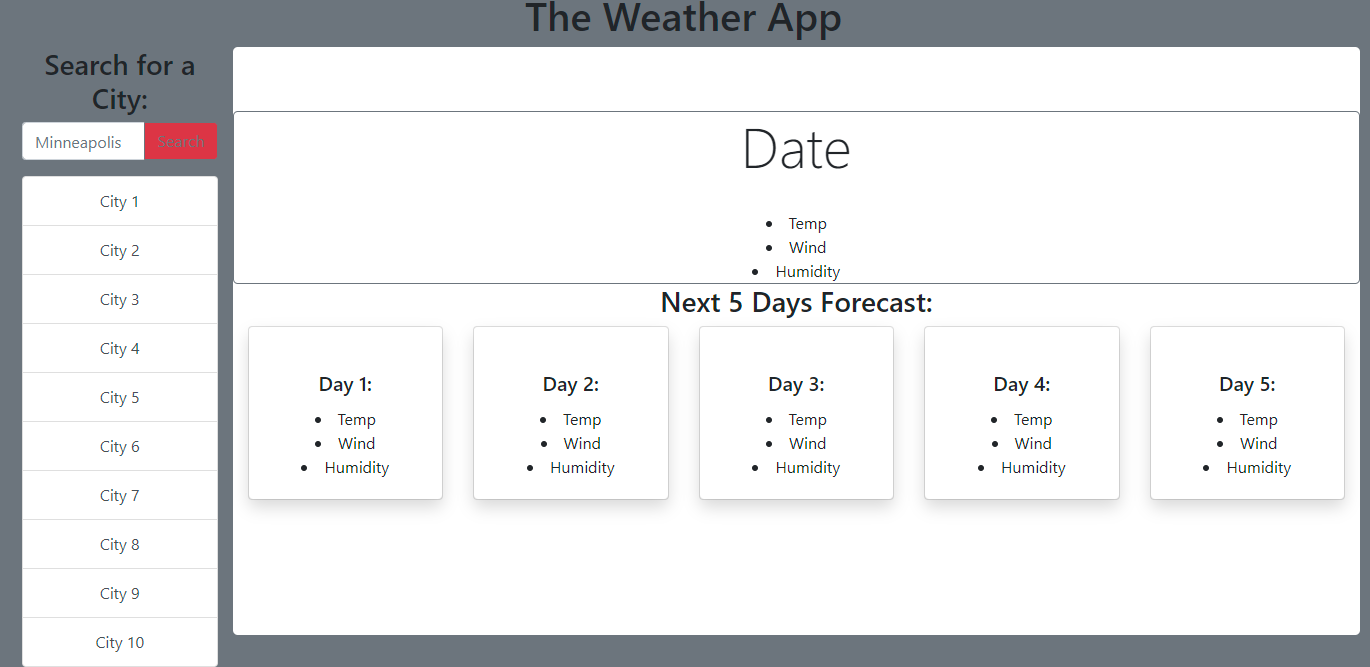 The Weather App
Search for a
City:
Minneapolis Search
City 1
City 2
City 3
City 4
City 5
City 6
City 7
City 8
City 9
City 10
Date
• Temp
• Wind
• Humidity
Next 5 Days Forecast:
Day 1:
• Temp
• Wind
• Humidity
Day 2:
• Temp
• Wind
• Humidity
Day 3:
• Temp
• Wind
• Humidity
Day 4:
• Temp
• Wind
• Humidity
Day 5:
• Temp
• Wind
• Humidity